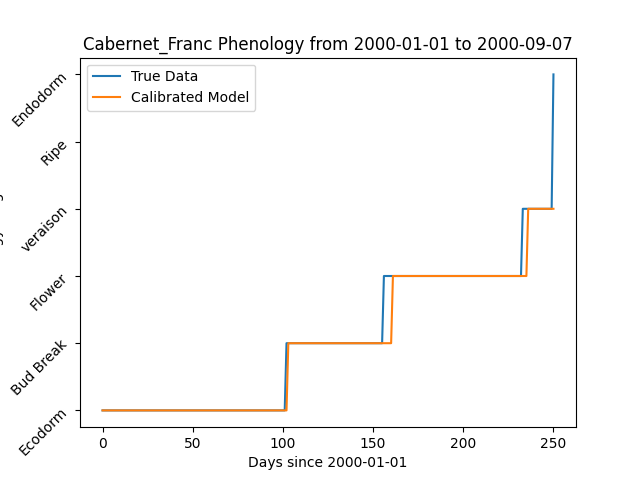 Cabernet_Franc Phenology from 2000-01-01 to 2000-09-07
True Data
Calibrated Model
Endodorm
Ripe
veraison
Flower
Bud Break
Ecodorm
0 50 100 150 200 250
Days since 2000-01-01